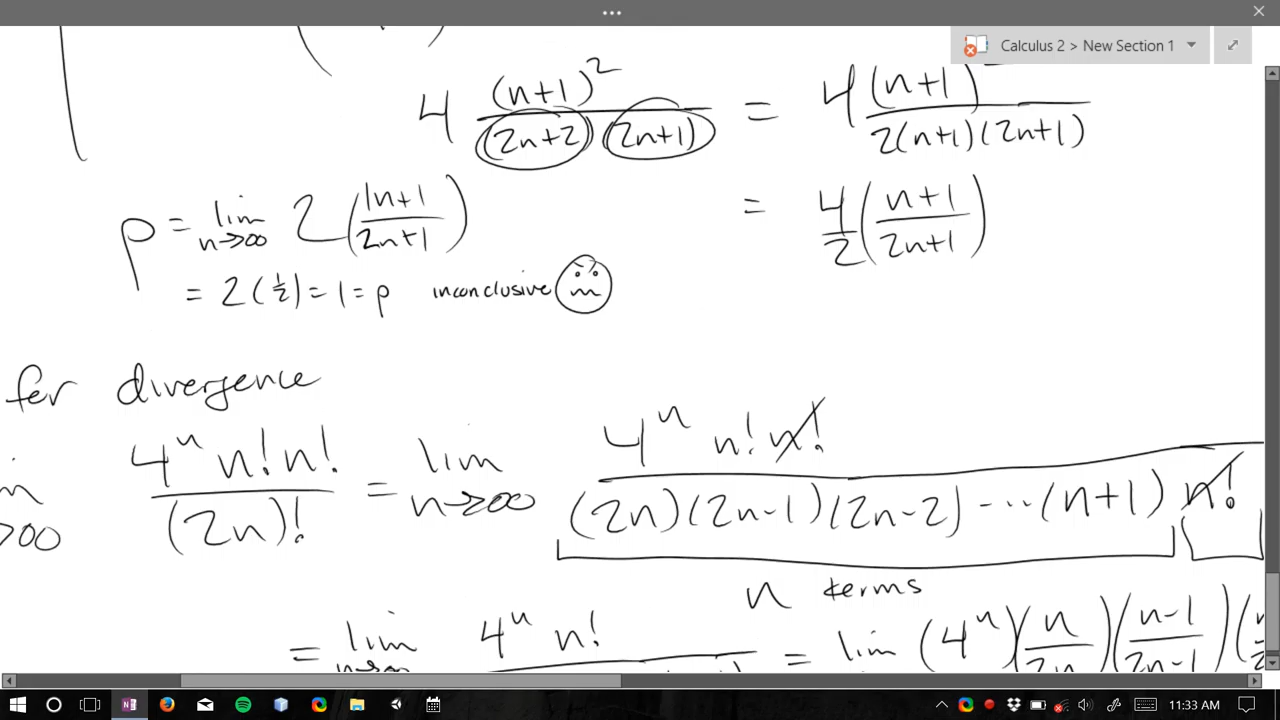 Calculus 2 > New Section 1
4 (n+1)^2 / (2n+2)(2n+1) = 4(n+1) / 2(n+1)(2n+1)
ρ = lim n→∞ 2 (1n+1 / 2n+1)
= 4/2 (n+1 / 2n+1)
= 2(1/2) = 1 = ρ inconclusive
for divergence
4^n n! n! / (2n)! = lim n→∞ 4^n n! n! / (2n)(2n-1)(2n-2) ---(n+1) n!
→∞
n terms
= lim n→∞ 4^n n! = lim (4^n)(n/2n)(n-1/2n-1)(
11:33 AM